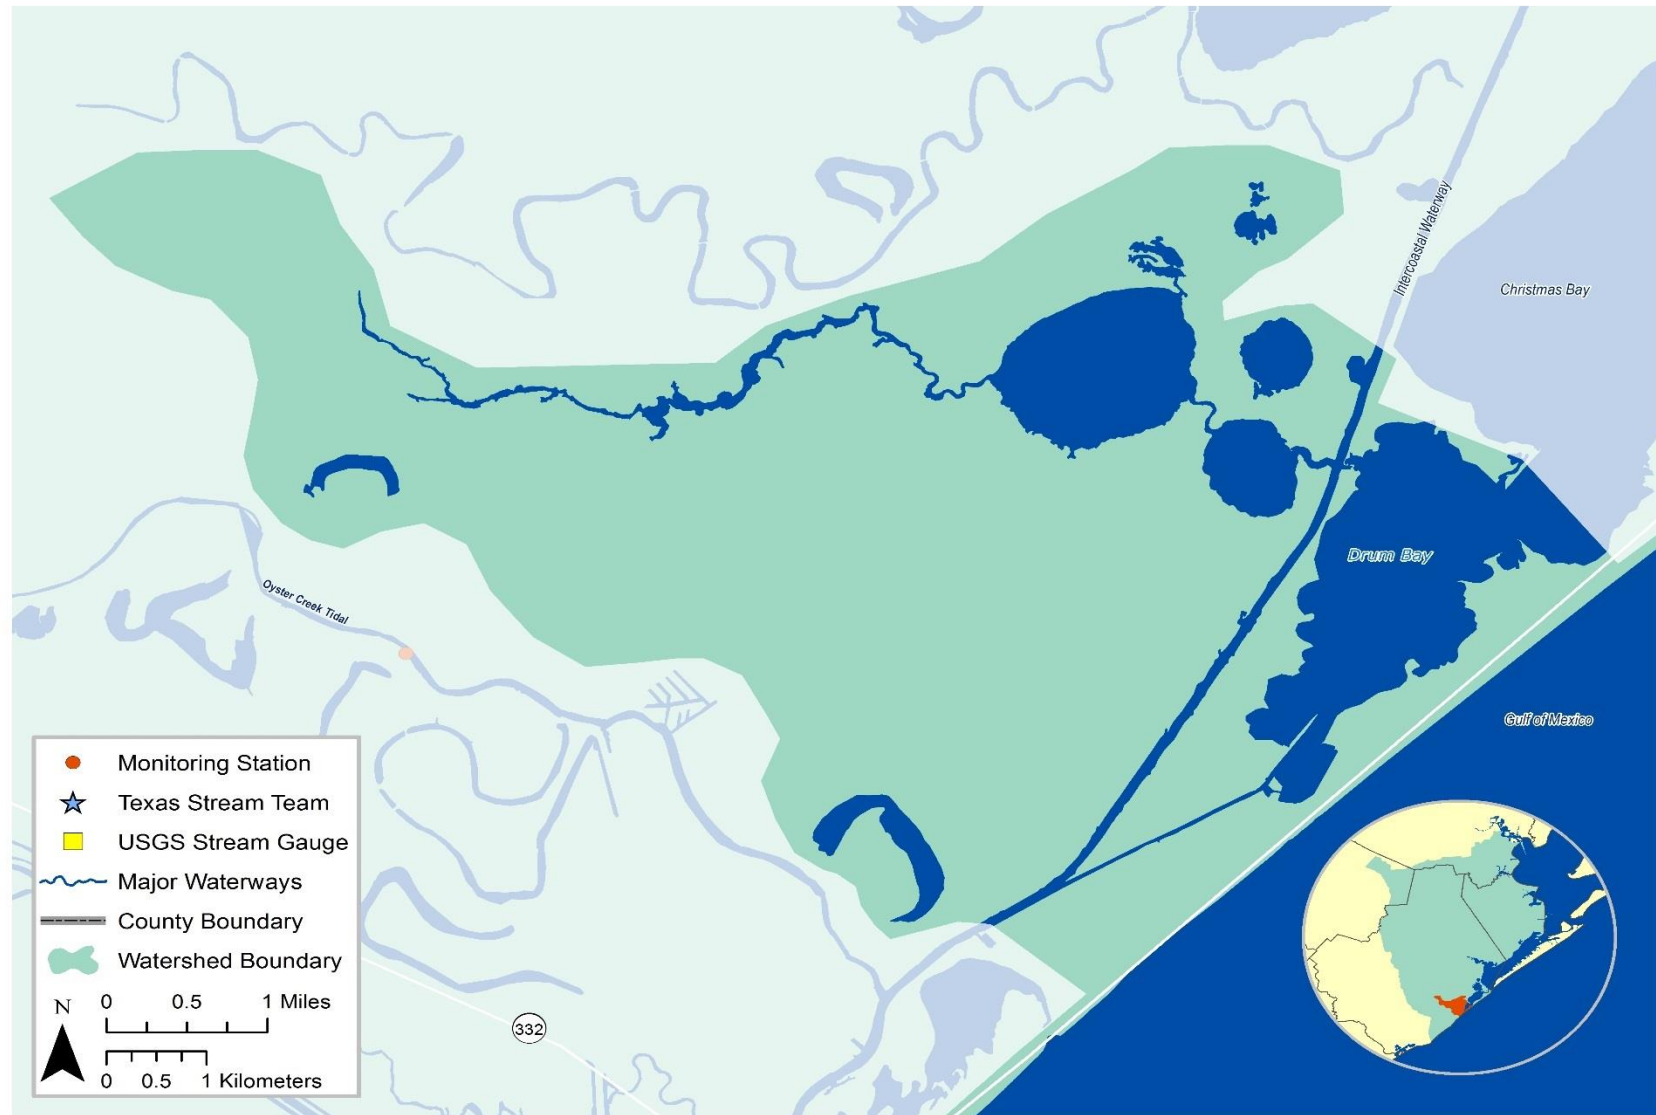 Intercoastal Waterway
Christmas Bay
Drum Bay
Oyster Creek Tidal
Gulf of Mexico
Monitoring Station
Texas Stream Team
USGS Stream Gauge
Major Waterways
County Boundary
Watershed Boundary
N
0 0.5 1 Miles
0 0.5 1 Kilometers
332